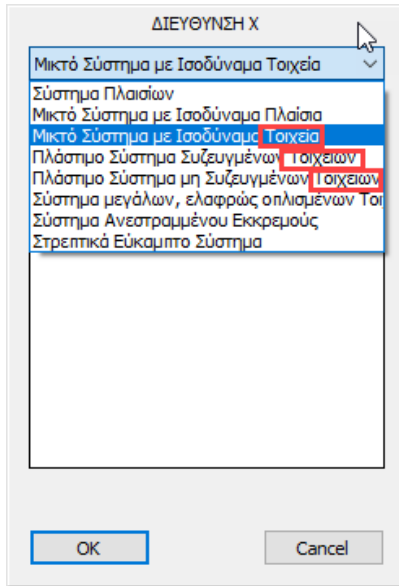 ΔΙΕΥΘΥΝΣΗ Χ
Μικτό Σύστημα με Ισοδύναμα Τοιχεία
Σύστημα Πλαισίων
Μικτό Σύστημα με Ισοδύναμα Πλαίσια
Μικτό Σύστημα με Ισοδύναμα Τοιχεία
Πλάστιμο Σύστημα Συζευγμένων Τοιχείων
Πλάστιμο Σύστημα μη Συζευγμένων Τοιχείων
Σύστημα μεγάλων, ελαφρώς οπλισμένων Τοι
Σύστημα Ανεστραμμένου Εκκρεμούς
Στρεπτικά Εύκαμπτο Σύστημα
OK
Cancel